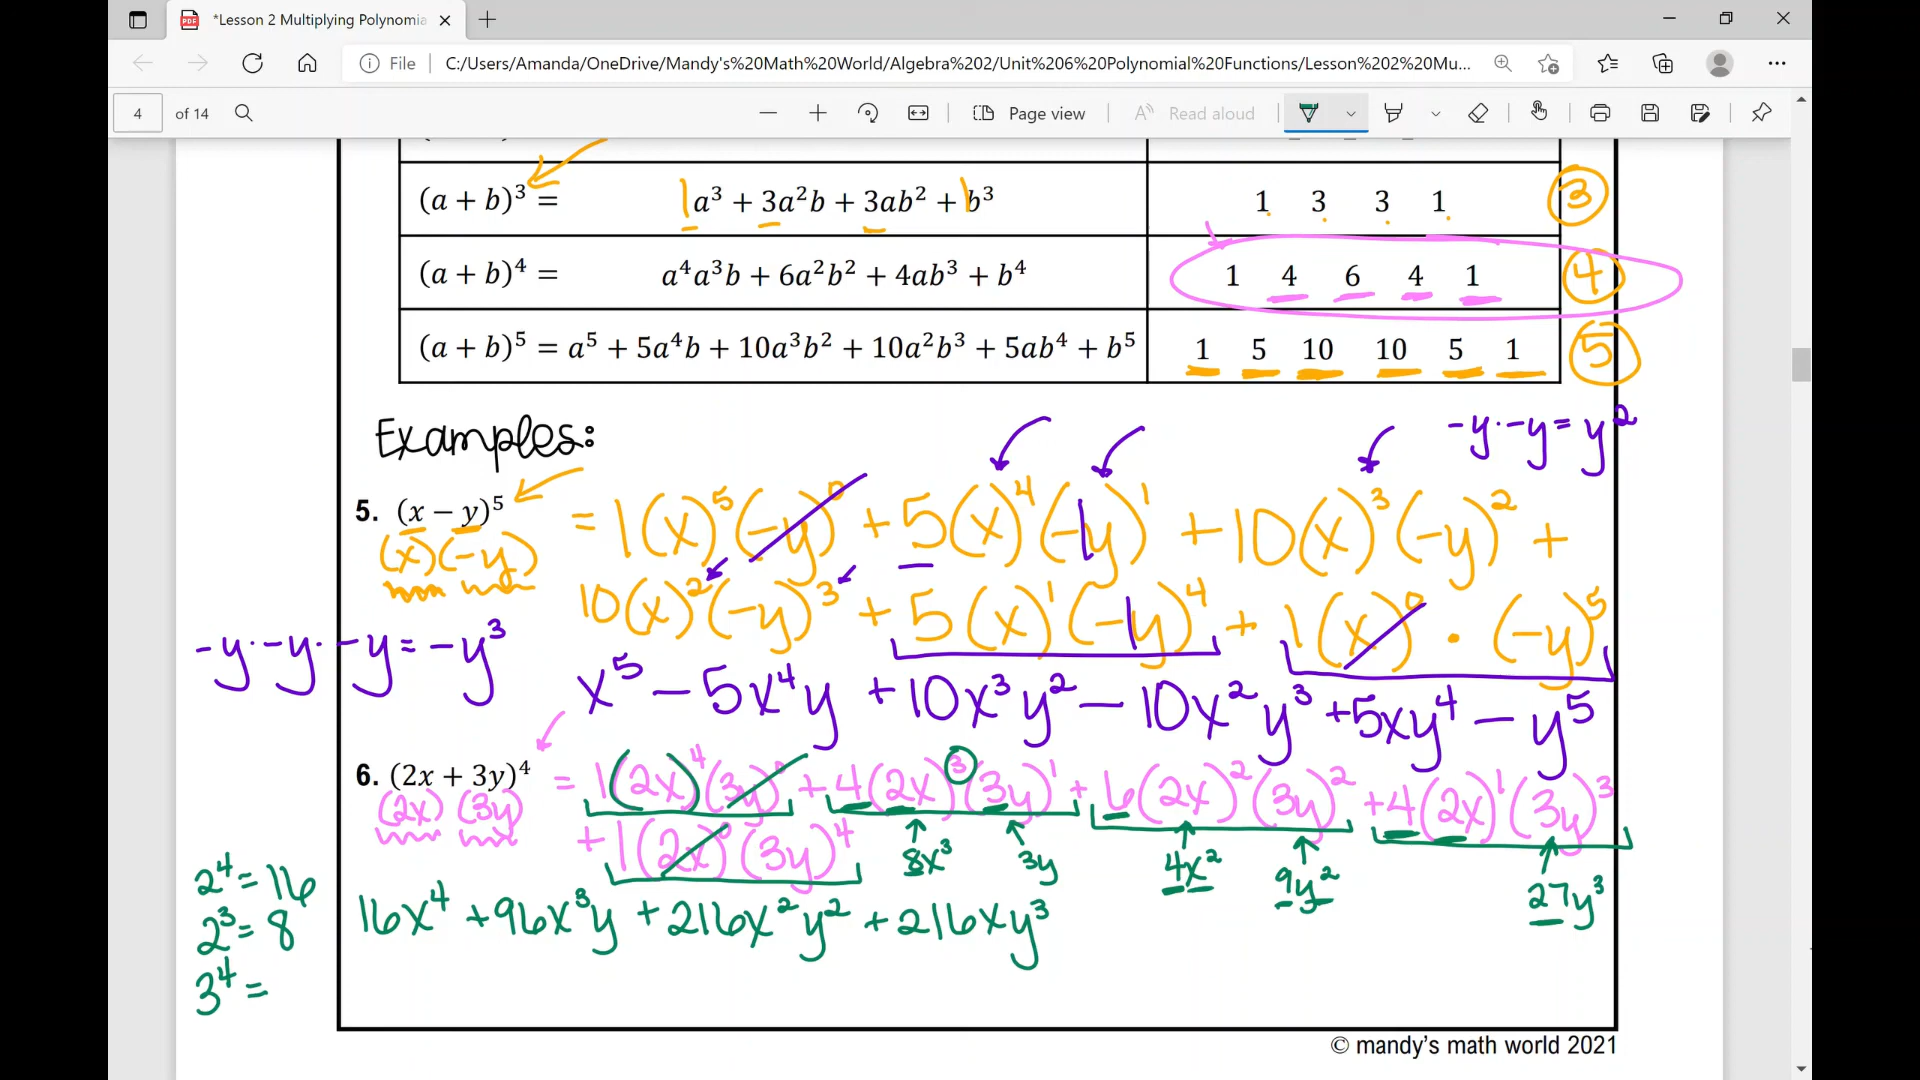 *Lesson 2 Multiplying Polynomia
File | C:/Users/Amanda/OneDrive/Mandy's%20Math%20World/Algebra%202/Unit%206%20Polynomial%20Functions/Lesson%202%20Mu...
4 of 14 Page view Read aloud
(a + b)³ = 1a³ + 3a²b + 3ab² + 1b³ 1 3 3 1 3
(a + b)⁴ = a⁴a³b + 6a²b² + 4ab³ + b⁴ 1 4 6 4 1 4
(a + b)⁵ = a⁵ + 5a⁴b + 10a³b² + 10a²b³ + 5ab⁴ + b⁵ 1 5 10 10 5 1 5
Examples:
-y·-y = y²
5. (x − y)⁵ = 1(x)⁵(-y)⁰ + 5(x)⁴(-1y)¹ + 10(x)³(-y)² +
(x)(-y) 10(x)²(-y)³ + 5(x)¹(-1y)⁴ + 1(x)⁰ · (-y)⁵
-y·-y·-y = -y³
x⁵ − 5x⁴y + 10x³y² − 10x²y³ + 5xy⁴ − y⁵
6. (2x + 3y)⁴ = 1(2x)⁴(3y)⁰ + 4(2x)³(3y)¹ + 6(2x)²(3y)² + 4(2x)¹(3y)³
(2x)(3y) + 1(2x)⁰(3y)⁴
8x³ 3y 4x² 9y² 27y³
2⁴ = 16
2³ = 8
3⁴ =
16x⁴ + 96x³y + 216x²y² + 216xy³
© mandy's math world 2021